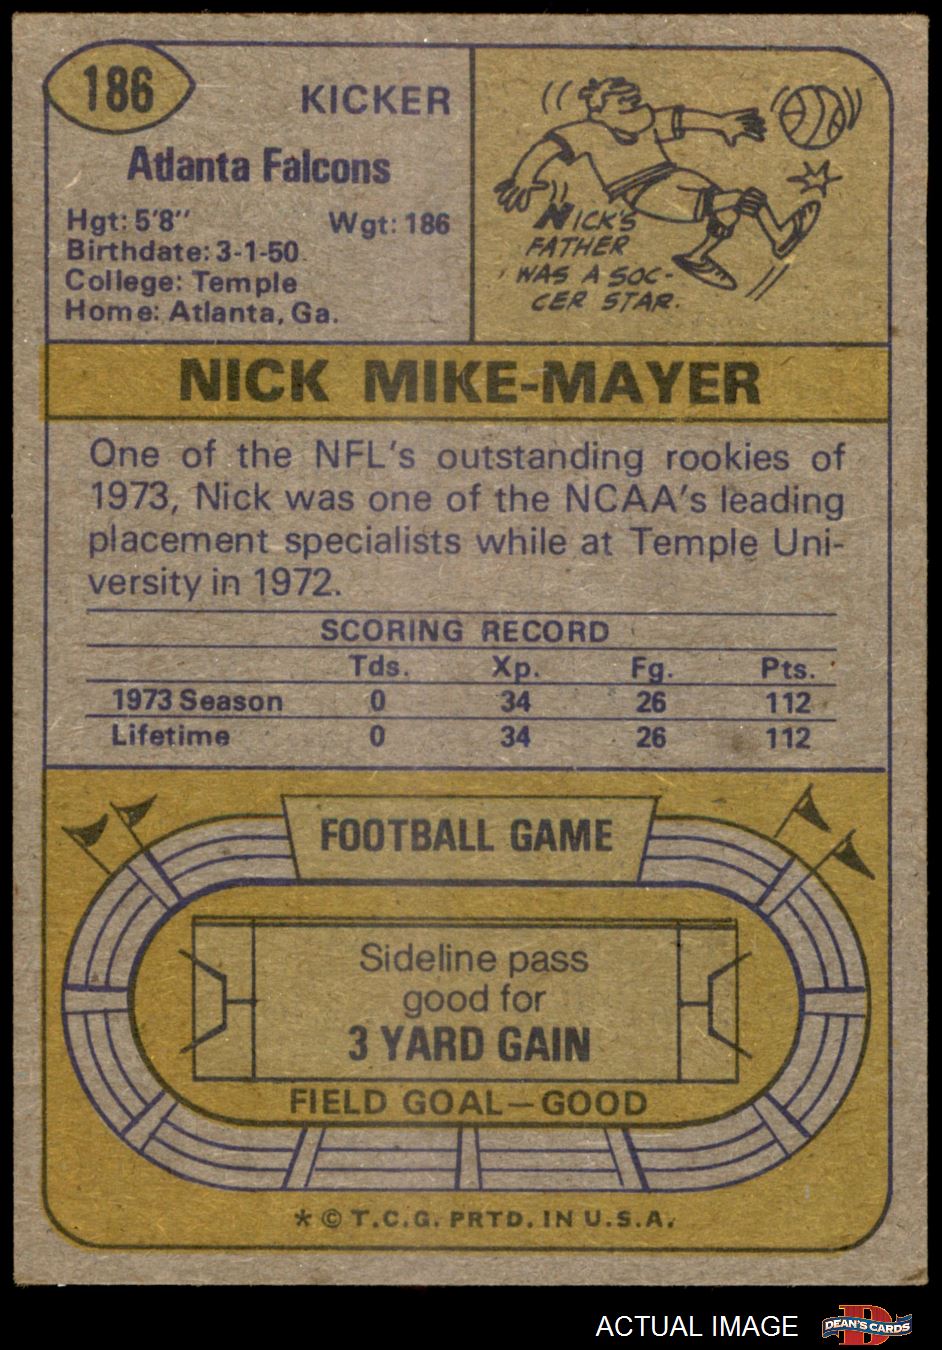 186
KICKER
Atlanta Falcons
Hgt: 5'8" Wgt: 186
Birthdate: 3-1-50
College: Temple
Home: Atlanta, Ga.
NICK'S
FATHER
WAS A SOC-
CER STAR.
NICK MIKE-MAYER
One of the NFL's outstanding rookies of
1973, Nick was one of the NCAA's leading
placement specialists while at Temple Uni-
versity in 1972.
SCORING RECORD
Tds. Xp. Fg. Pts.
1973 Season 0 34 26 112
Lifetime 0 34 26 112
FOOTBALL GAME
Sideline pass
good for
3 YARD GAIN
FIELD GOAL—GOOD
* © T.C.G. PRTD. IN U.S.A.
ACTUAL IMAGE
DEAN'S CARDS